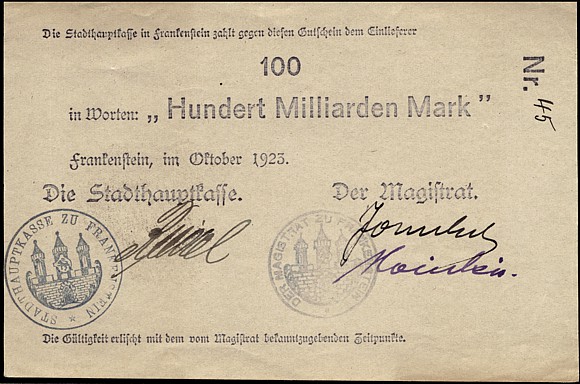 Die Stadthauptkasse in Frankenstein zahlt gegen diesen Gutschein dem Einlieferer
100
in Worten: „ Hundert Milliarden Mark "
Nr. 45
Frankenstein, im Oktober 1923.
Die Stadthauptkasse. Der Magistrat.
STADTHAUPTKASSE ZU FRANKENSTEIN
DER MAGISTRAT ZU FRANKENSTEIN
Die Gültigkeit erlischt mit dem vom Magistrat bekanntzugebenden Zeitpunkte.